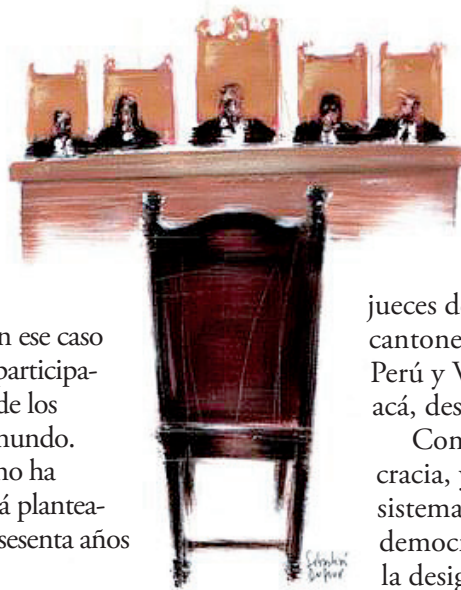 n ese caso
participa-
de los
mundo.
no ha
á plantea-
sesenta años
jueces d
cantone
Perú y V
acá, des
Con
cracia, y
sistema
democr
la desig